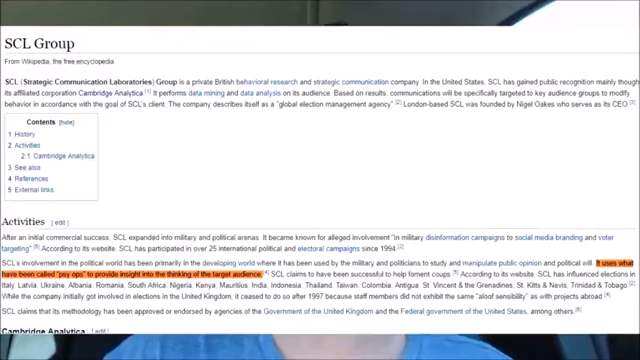 SCL Group
From Wikipedia, the free encyclopedia
SCL (Strategic Communication Laboratories) Group is a private British behavioral research and strategic communication company. In the United States, SCL has gained public recognition mainly though
its affiliated corporation Cambridge Analytica.[1] It performs data mining and data analysis on its audience. Based on results, communications will be specifically targeted to key audience groups to modify
behavior in accordance with the goal of SCL's client. The company describes itself as a "global election management agency".[2] London-based SCL was founded by Nigel Oakes who serves as its CEO.[3]
Contents [hide]
1 History
2 Activities
2.1 Cambridge Analytica
3 See also
4 References
5 External links
Activities [edit]
After an initial commercial success, SCL expanded into military and political arenas. It became known for alleged involvement "in military disinformation campaigns to social media branding and voter
targeting".[5] According to its website, SCL has participated in over 25 international political and electoral campaigns since 1994.[2]
SCL's involvement in the political world has been primarily in the developing world where it has been used by the military and politicians to study and manipulate public opinion and political will. It uses what
have been called "psy ops" to provide insight into the thinking of the target audience.[4] SCL claims to have been successful to help foment coups.[5] According to its website, SCL has influenced elections in
Italy, Latvia, Ukraine, Albania, Romania, South Africa, Nigeria, Kenya, Mauritius, India, Indonesia, Thailand, Taiwan, Colombia, Antigua, St. Vincent & the Grenadines, St. Kitts & Nevis, Trinidad & Tobago.[2]
While the company initially got involved in elections in the United Kingdom, it ceased to do so after 1997 because staff members did not exhibit the same "aloof sensibility" as with projects abroad.[4]
SCL claims that its methodology has been approved or endorsed by agencies of the Government of the United Kingdom and the Federal government of the United States, among others.[6]
Cambridge Analytica